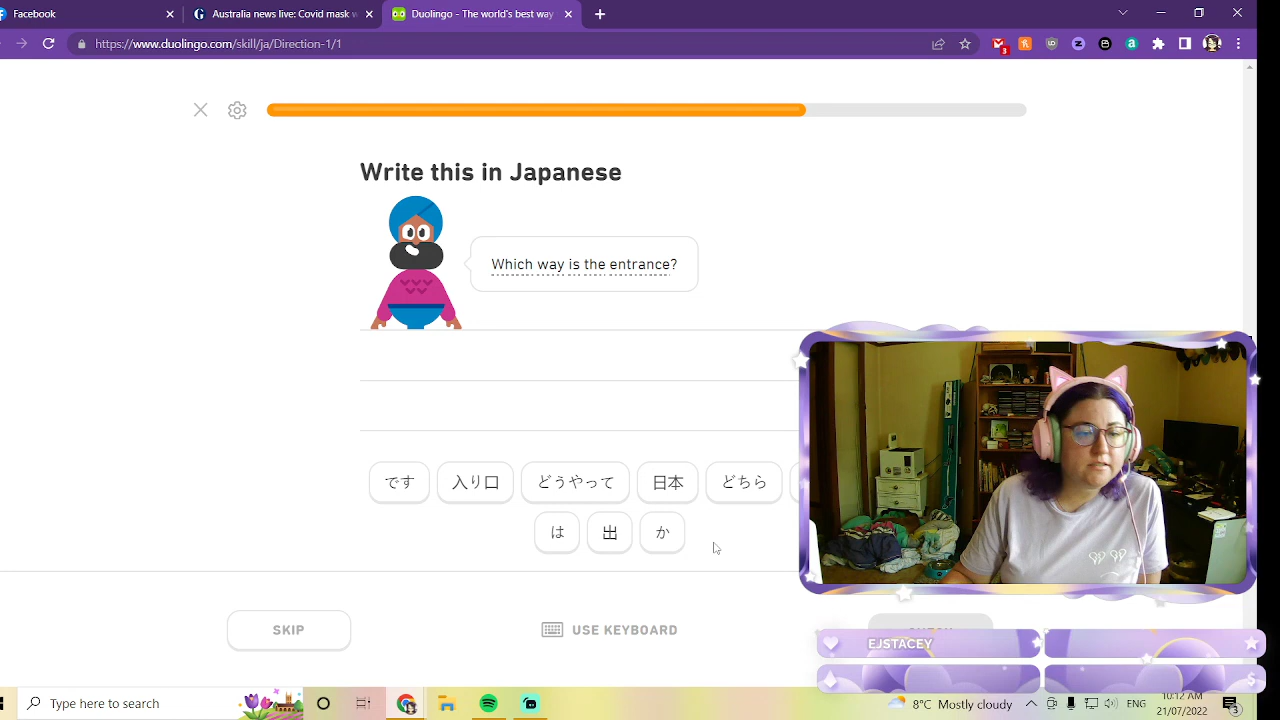 Facebook
Australia news live: Covid mask w
Duolingo - The world's best way
https://www.duolingo.com/skill/ja/Direction-1/1
3
Write this in Japanese
Which way is the entrance?
です 入り口 どうやって 日本 どちら
は 出 か
SKIP
USE KEYBOARD
EJSTACEY
Type here to search
8°C Mostly cloudy
ENG
10:12 AM
21/07/2022
3